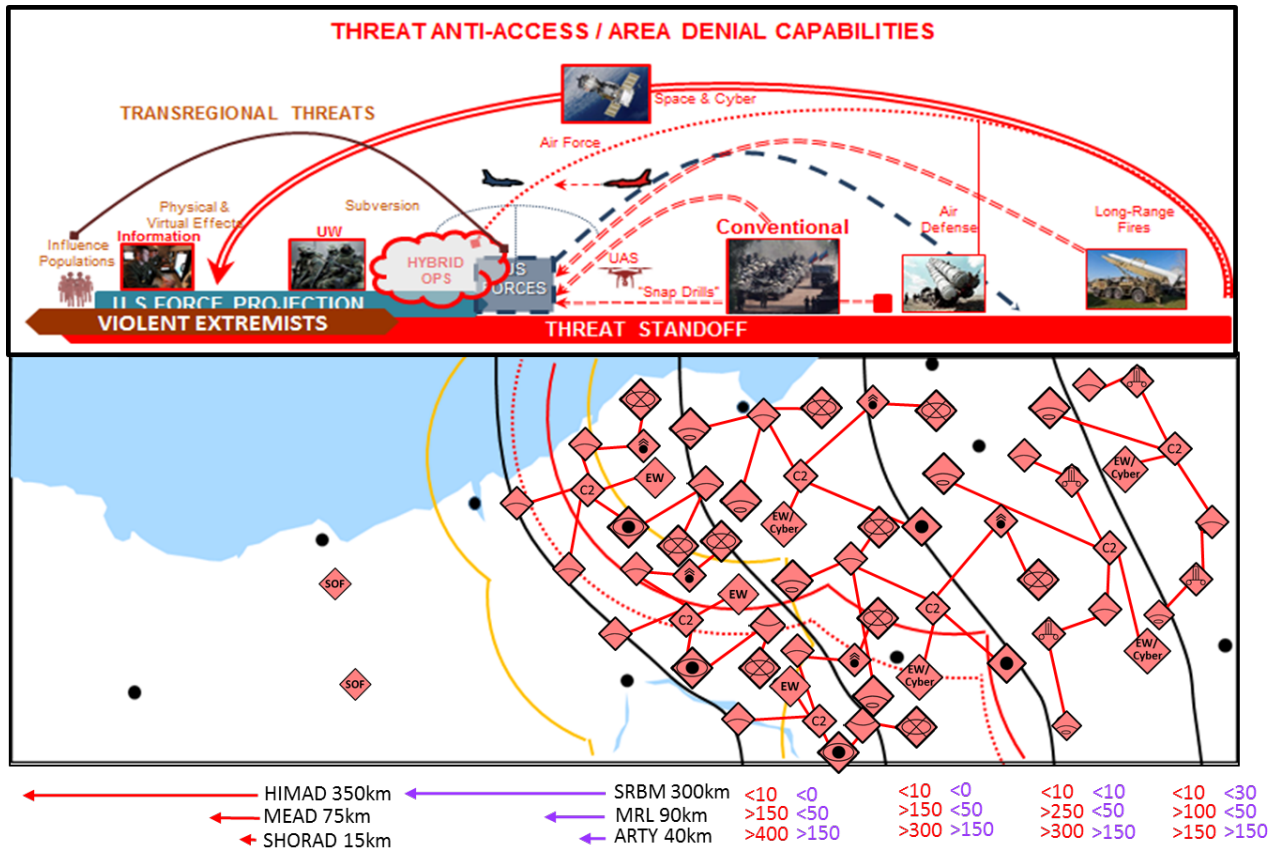 THREAT ANTI-ACCESS / AREA DENIAL CAPABILITIES
TRANSREGIONAL THREATS
Space & Cyber
Air Force
Physical &
Virtual Effects
Subversion
Information
UW
Influence
Populations
HYBRID
OPS
US
FORCES
UAS
"Snap Drills"
Conventional
Air
Defense
Long-Range
Fires
U.S FORCE PROJECTION
VIOLENT EXTREMISTS
THREAT STANDOFF
C2
EW/
Cyber
EW
C2
C2
EW/
Cyber
C2
SOF
EW
C2
C2
EW/
Cyber
EW/
Cyber
SOF
EW
C2
HIMAD 350km
MEAD 75km
SHORAD 15km
SRBM 300km
MRL 90km
ARTY 40km
<10 <0
>150 <50
>400 >150
<10 <0
>150 <50
>300 >150
<10 <10
>250 <50
>300 >150
<10 <30
>100 <50
>150 >150